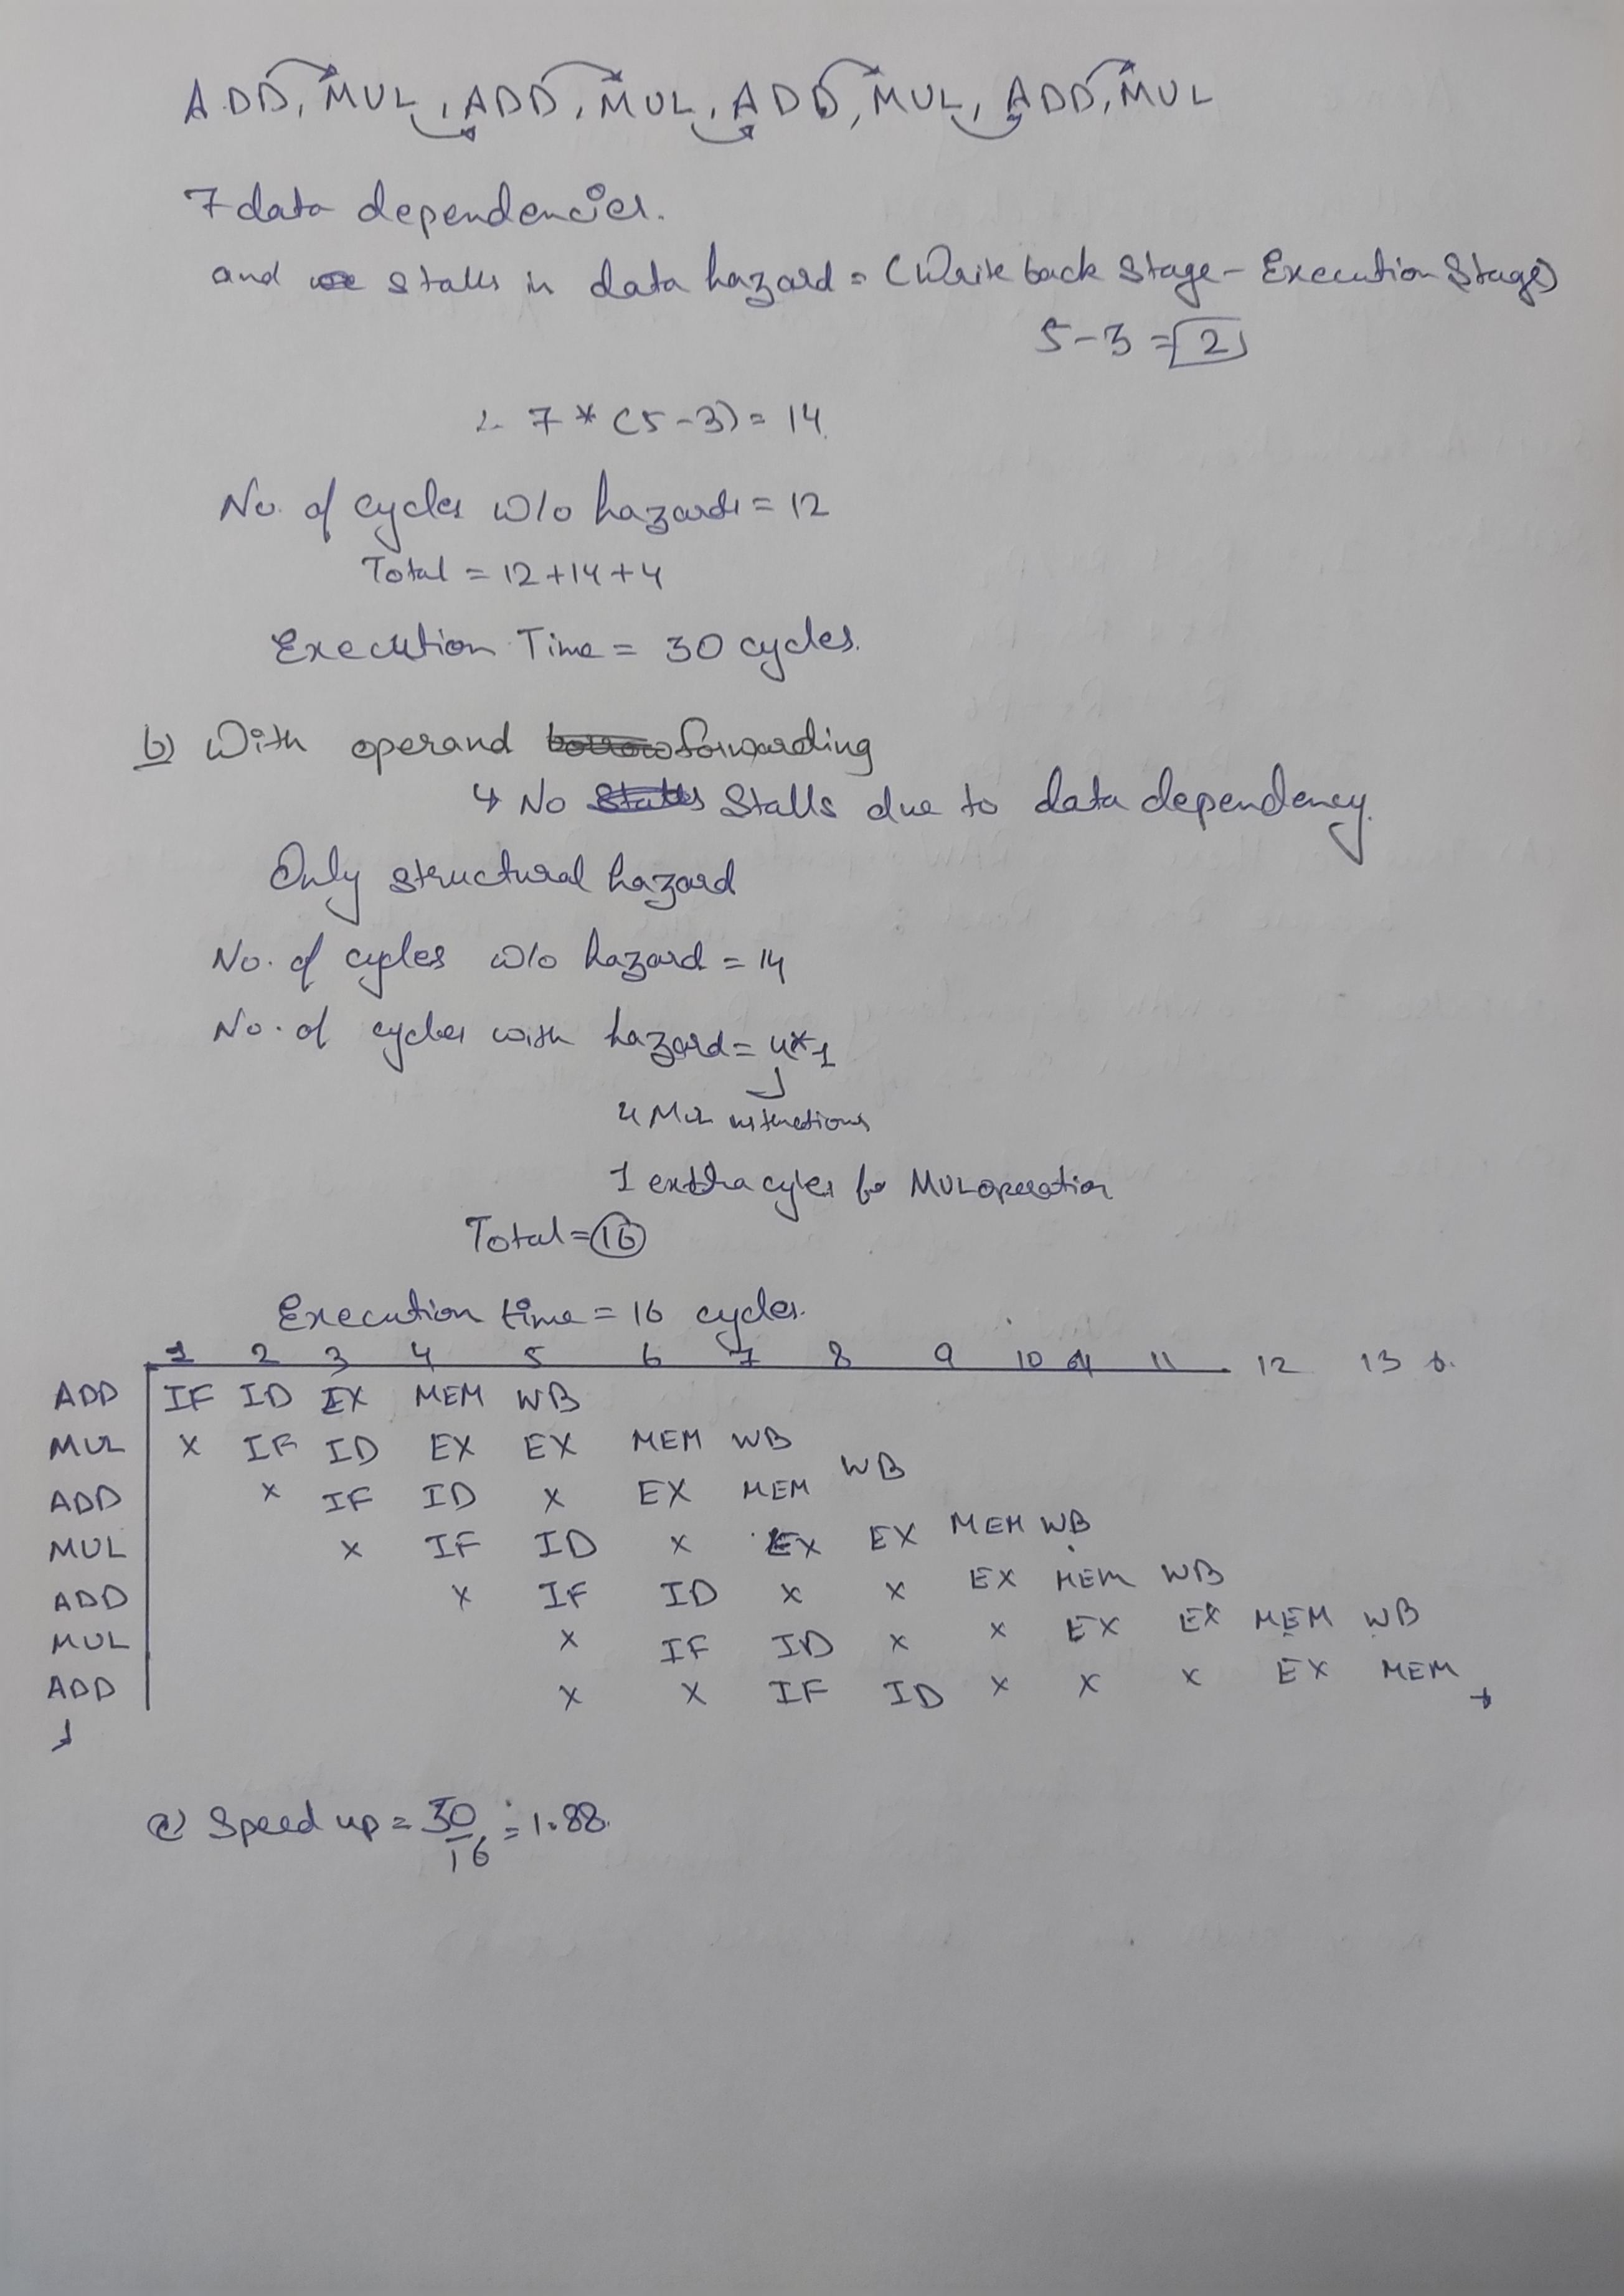 ADD, MUL, ADD, MUL, ADD, MUL, ADD, MUL
7 data dependencies.
and stalls in data hazard = (Write back Stage - Execution Stage)
5-3 = 2
∴ 7 * (5-3) = 14
No. of cycles w/o hazards = 12
Total = 12+14+4
Execution Time = 30 cycles.
b) With operand forwarding
↳ No Stalls due to data dependency.
Only structural hazard
No. of cycles w/o hazard = 14
No. of cycles with hazard = 4*1
4 MUL instructions
1 exthra cyles for MUL operation
Total = 16
Execution time = 16 cycles.
1 2 3 4 5 6 7 8 9 10 11 12 13
ADD IF ID EX MEM WB
MUL X IF ID EX EX MEM WB
ADD X IF ID X EX MEM WB
MUL X IF ID X EX EX MEM WB
ADD X IF ID X X EX MEM WB
MUL X IF ID X X EX EX MEM WB
ADD X X IF ID X X X EX MEM
c) Speed up = 30/16 = 1.88